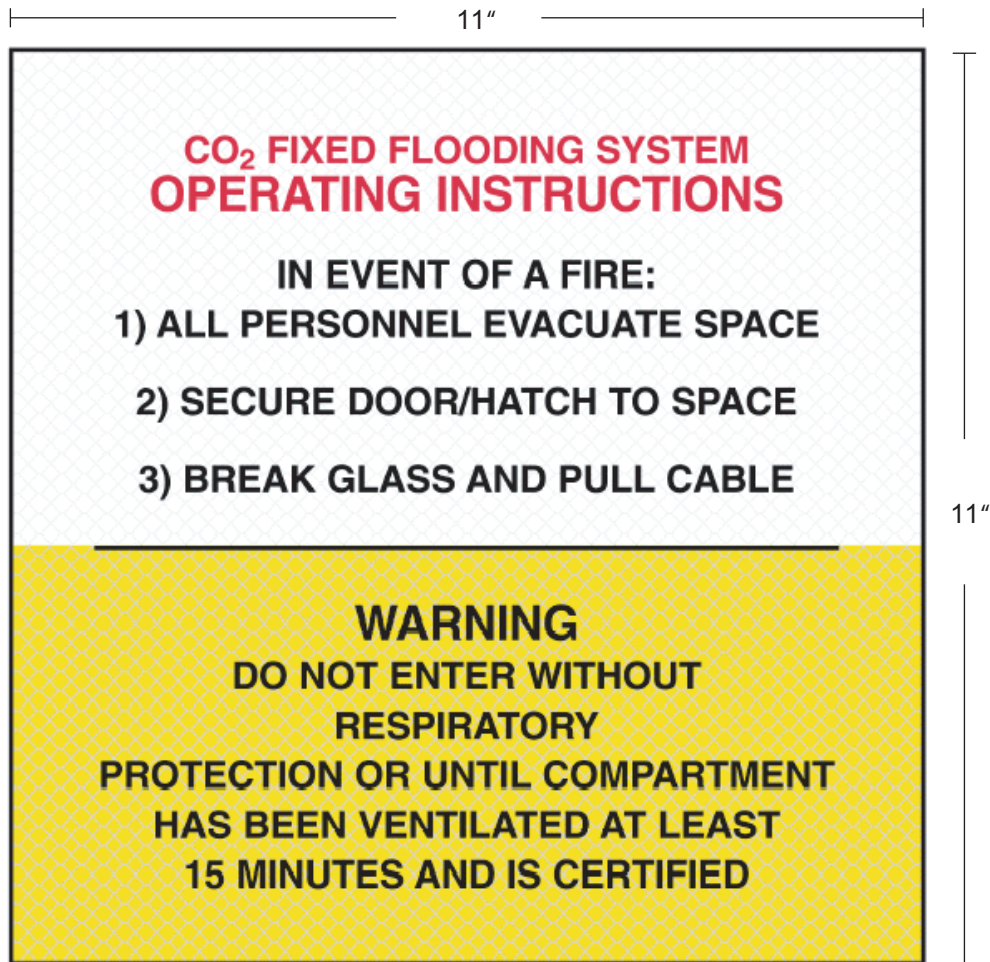 11“
CO₂ FIXED FLOODING SYSTEM
OPERATING INSTRUCTIONS
IN EVENT OF A FIRE:
1) ALL PERSONNEL EVACUATE SPACE
2) SECURE DOOR/HATCH TO SPACE
3) BREAK GLASS AND PULL CABLE
11“
WARNING
DO NOT ENTER WITHOUT
RESPIRATORY
PROTECTION OR UNTIL COMPARTMENT
HAS BEEN VENTILATED AT LEAST
15 MINUTES AND IS CERTIFIED